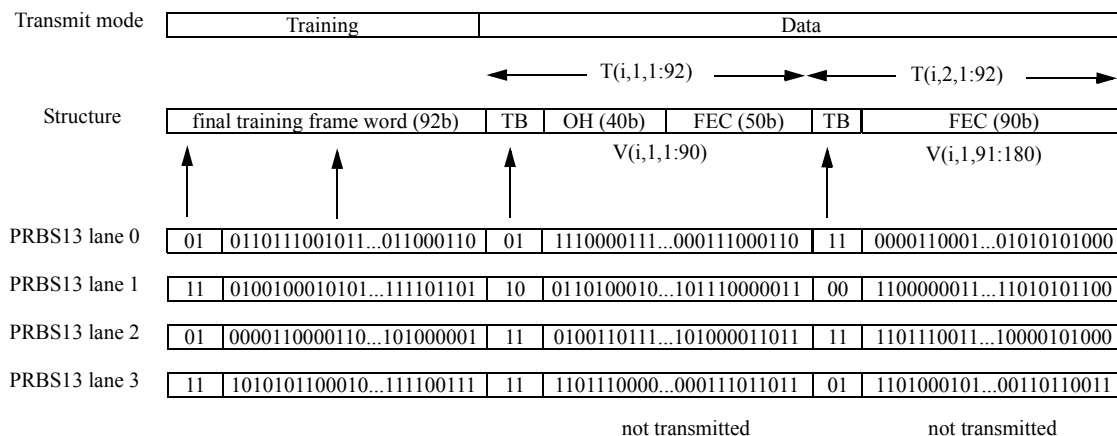 Transmit mode Training Data
T(i,1,1:92) T(i,2,1:92)
Structure final training frame word (92b) TB OH (40b) FEC (50b) TB FEC (90b)
V(i,1,1:90) V(i,1,91:180)
PRBS13 lane 0 01 0110111001011...011000110 01 1110000111...000111000110 11 0000110001...01010101000
PRBS13 lane 1 11 0100100010101...111101101 10 0110100010...101110000011 00 1100000011...11010101100
PRBS13 lane 2 01 0000110000110...101000001 11 0100110111...101000011011 11 1101110011...10000101000
PRBS13 lane 3 11 1010101100010...111100111 11 1101110000...000111011011 01 1101000101...00110110011
not transmitted not transmitted